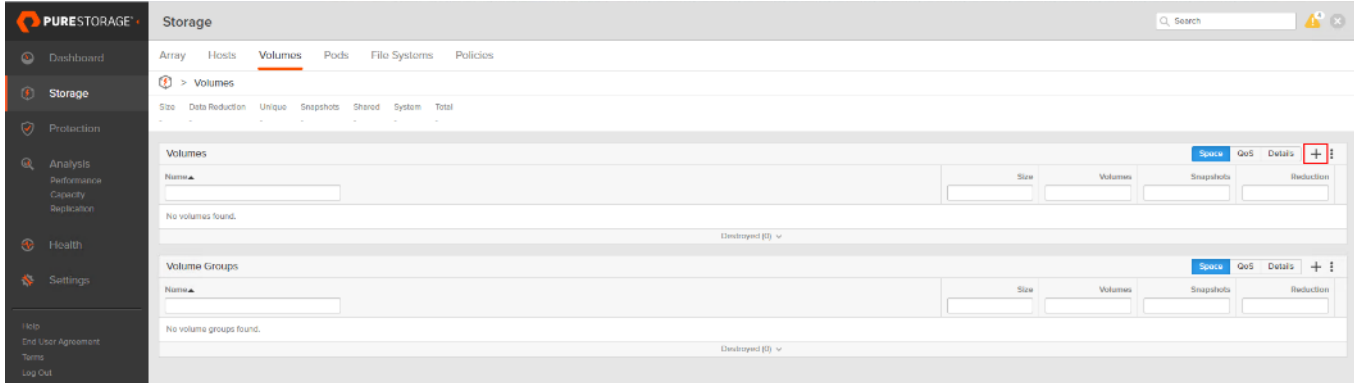 PURESTORAGE®
Storage
Search
4
Dashboard
Storage
Protection
Analysis
Performance
Capacity
Replication
Health
Settings
Help
End User Agreement
Terms
Log Out
Array Hosts Volumes Pods File Systems Policies
> Volumes
Size Data Reduction Unique Snapshots Shared System Total
- - - - - - -
Volumes
Space QoS Details
Name▲ Size Volumes Snapshots Reduction
No volumes found.
Destroyed (0)
Volume Groups
Space QoS Details
Name▲ Size Volumes Snapshots Reduction
No volume groups found.
Destroyed (0)